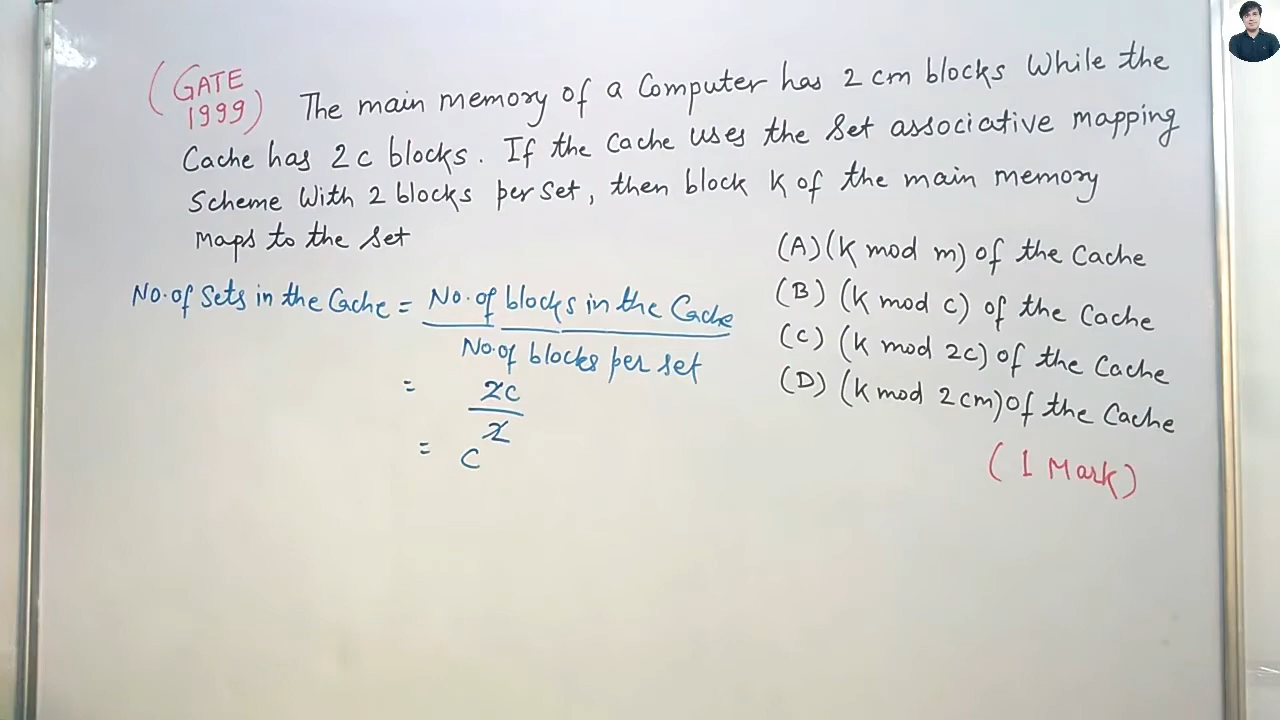 (GATE
1999)
The main memory of a Computer has 2 cm blocks While the
Cache has 2c blocks. If the Cache uses the Set associative mapping
Scheme With 2 blocks per set, then block K of the main memory
maps to the set
(A) (K mod m) of the Cache
(B) (K mod c) of the Cache
(C) (K mod 2c) of the Cache
(D) (K mod 2cm) of the Cache
(1 Mark)
No. of Sets in the Cache = No. of blocks in the Cache
No. of blocks per set
= 2c
2
= c